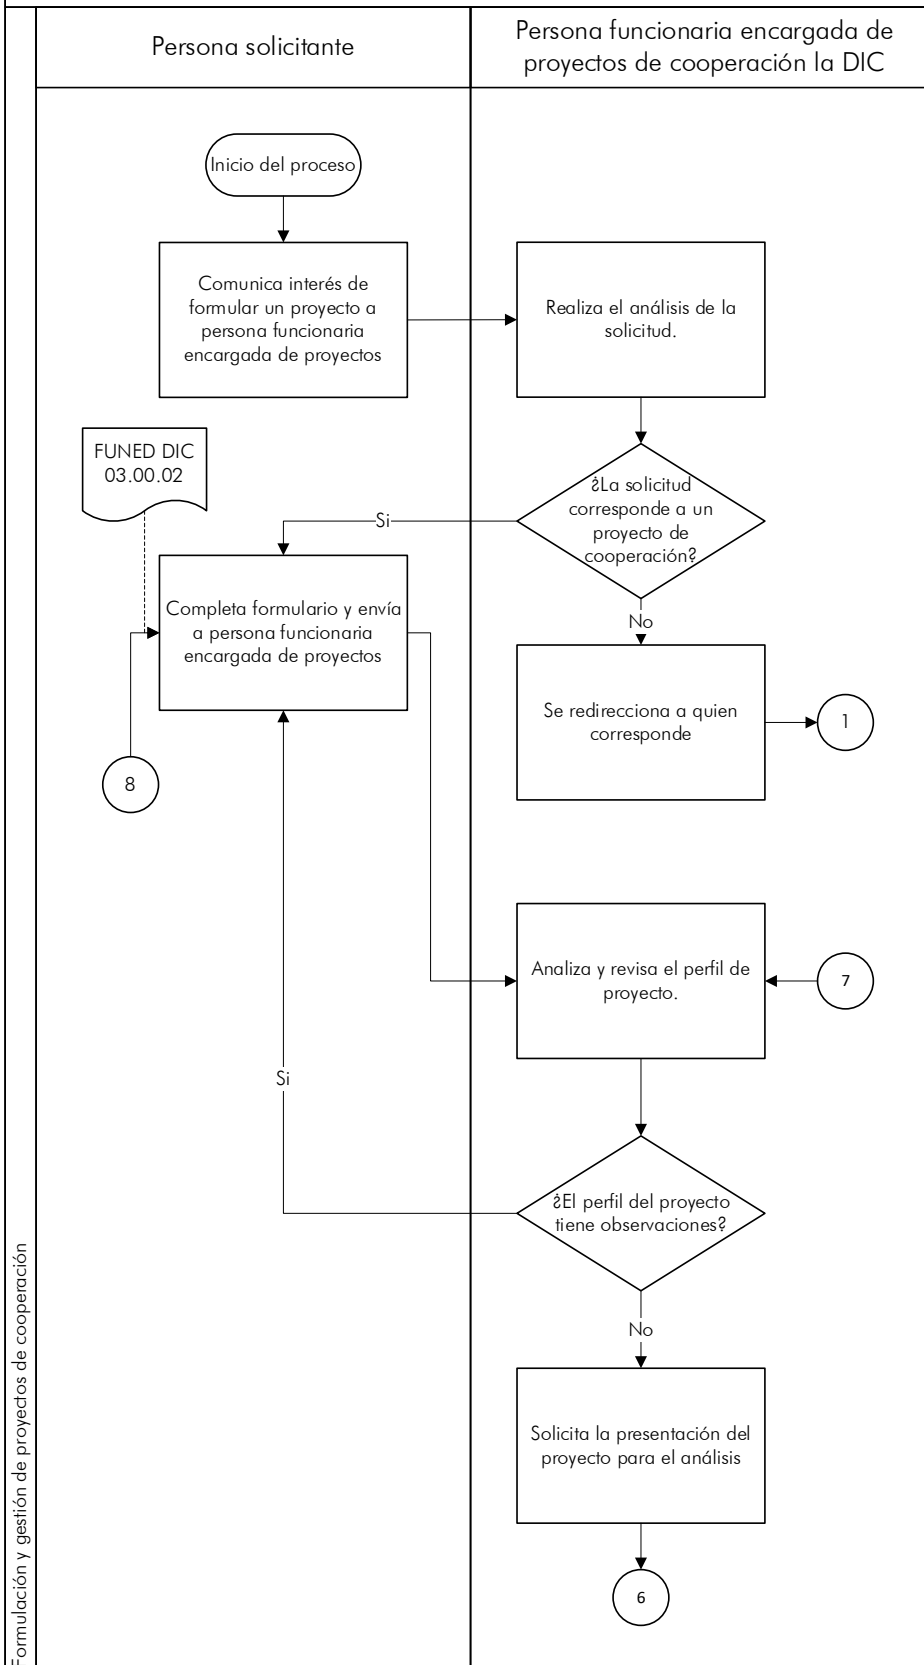 Persona solicitante
Persona funcionaria encargada de
proyectos de cooperación la DIC
Inicio del proceso
Comunica interés de
formular un proyecto a
persona funcionaria
encargada de proyectos
Realiza el análisis de la
solicitud.
FUNED DIC
03.00.02
¿La solicitud
corresponde a un
proyecto de
cooperación?
Si
No
Completa formulario y envía
a persona funcionaria
encargada de proyectos
Se redirecciona a quien
corresponde
1
8
Analiza y revisa el perfil de
proyecto.
7
Si
¿El perfil del proyecto
tiene observaciones?
No
Solicita la presentación del
proyecto para el análisis
6
Formulación y gestión de proyectos de cooperación